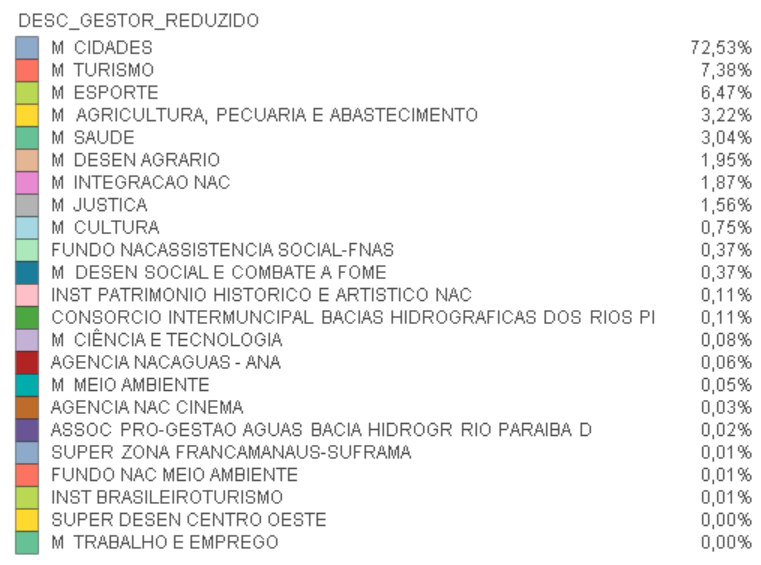 DESC_GESTOR_REDUZIDO
M CIDADES 72,53%
M TURISMO 7,38%
M ESPORTE 6,47%
M AGRICULTURA, PECUARIA E ABASTECIMENTO 3,22%
M SAUDE 3,04%
M DESEN AGRARIO 1,95%
M INTEGRACAO NAC 1,87%
M JUSTICA 1,56%
M CULTURA 0,75%
FUNDO NACASSISTENCIA SOCIAL-FNAS 0,37%
M DESEN SOCIAL E COMBATE A FOME 0,37%
INST PATRIMONIO HISTORICO E ARTISTICO NAC 0,11%
CONSORCIO INTERMUNCIPAL BACIAS HIDROGRAFICAS DOS RIOS PI 0,11%
M CIÊNCIA E TECNOLOGIA 0,08%
AGENCIA NACAGUAS - ANA 0,06%
M MEIO AMBIENTE 0,05%
AGENCIA NAC CINEMA 0,03%
ASSOC PRO-GESTAO AGUAS BACIA HIDROGR RIO PARAIBA D 0,02%
SUPER ZONA FRANCAMANAUS-SUFRAMA 0,01%
FUNDO NAC MEIO AMBIENTE 0,01%
INST BRASILEIROTURISMO 0,01%
SUPER DESEN CENTRO OESTE 0,00%
M TRABALHO E EMPREGO 0,00%